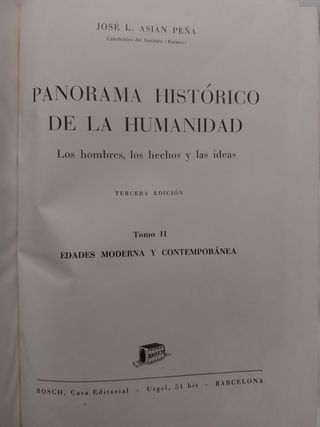 JOSÉ L. ASIÁN PEÑA
Catedrático del Instituto «Balmes»
PANORAMA HISTÓRICO
DE LA HUMANIDAD
Los hombres, los hechos y las ideas
TERCERA EDICIÓN
Tomo II
EDADES MODERNA Y CONTEMPORÁNEA
BOSCH
BOSCH, Casa Editorial - Urgel, 51 bis - BARCELONA